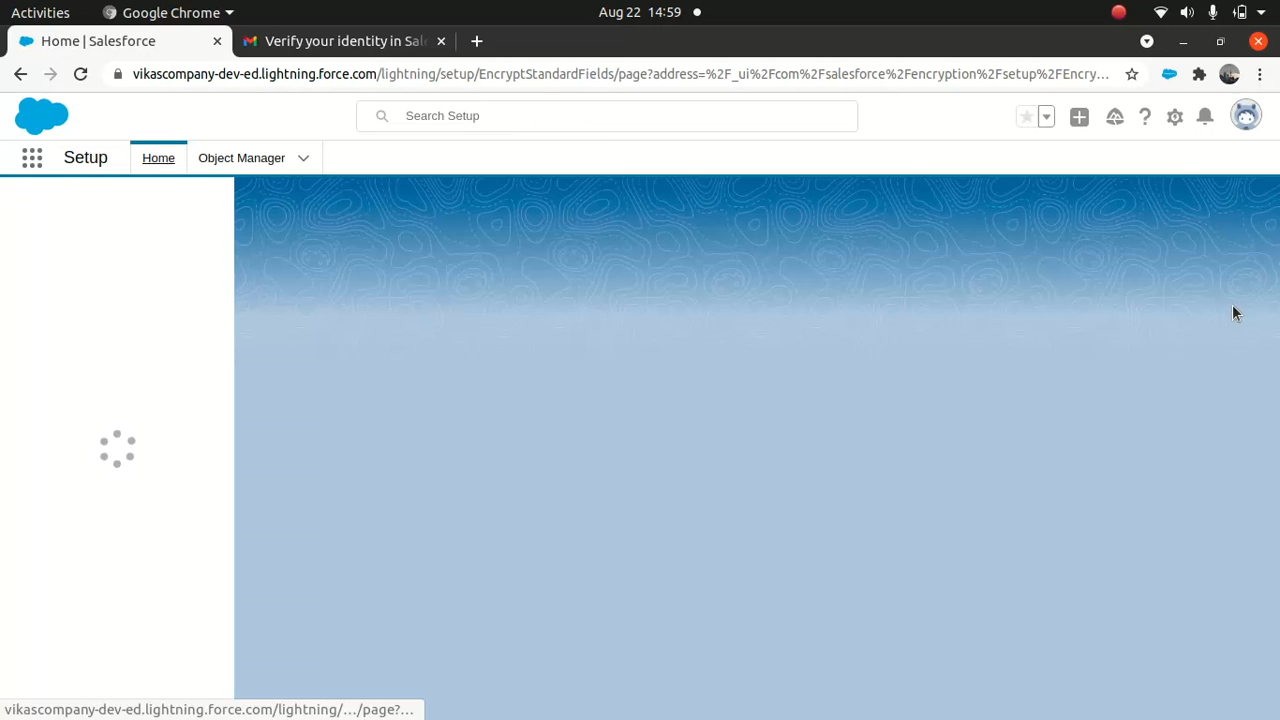 Activities
Google Chrome
Aug 22 14:59
Home | Salesforce
Verify your identity in Sal
vikascompany-dev-ed.lightning.force.com/lightning/setup/EncryptStandardFields/page?address=%2F_ui%2Fcom%2Fsalesforce%2Fencryption%2Fsetup%2FEncry...
Search Setup
Setup
Home
Object Manager
vikascompany-dev-ed.lightning.force.com/lightning/.../page?...